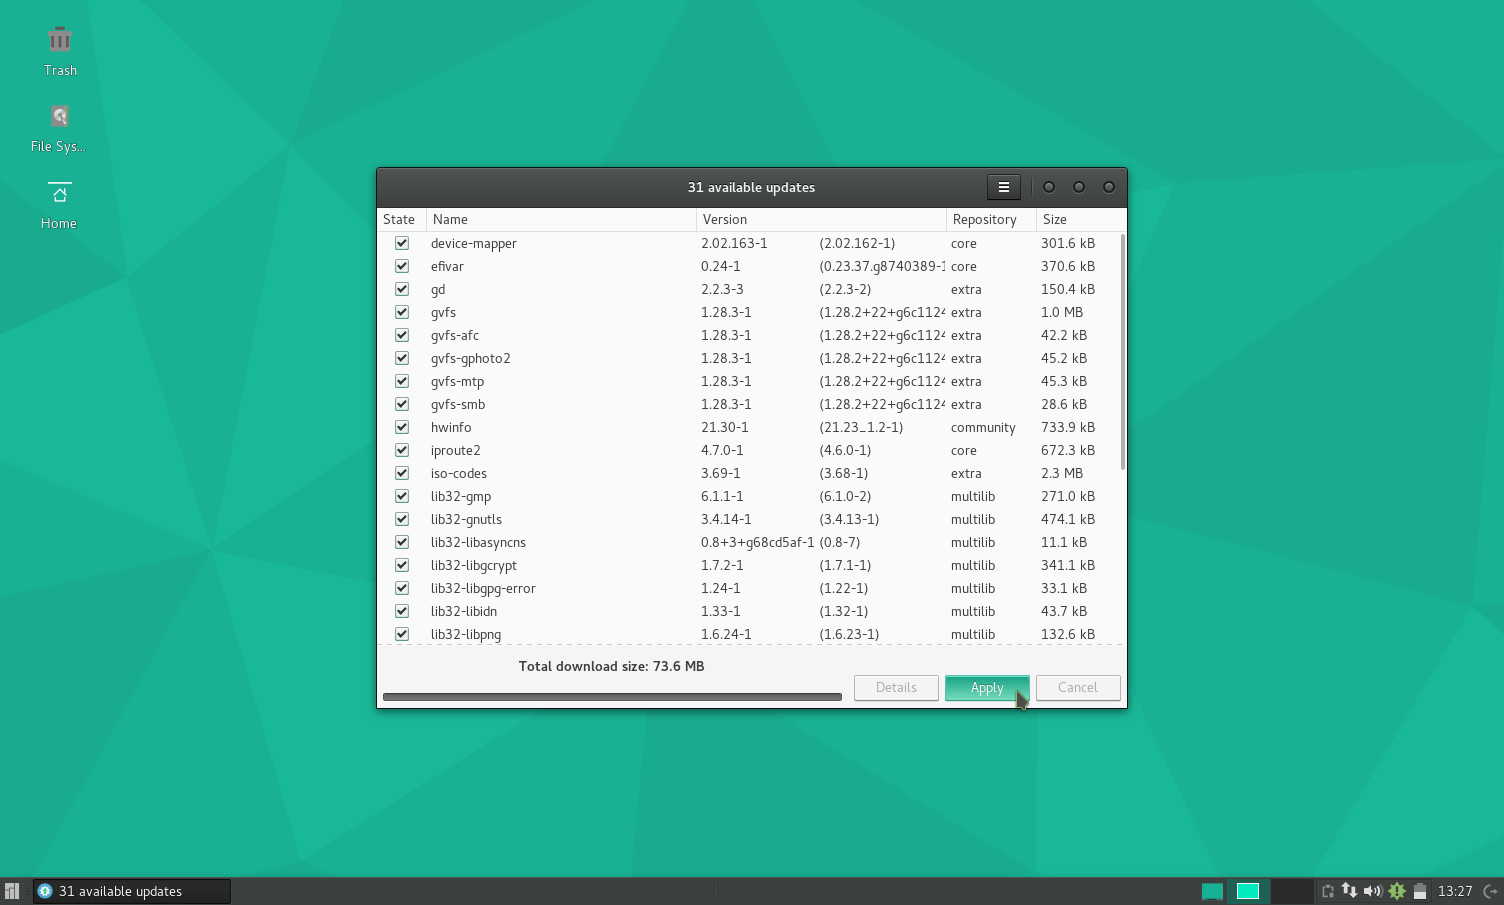 Trash
File Sys...
Home
31 available updates
State Name Version Repository Size
device-mapper 2.02.163-1 (2.02.162-1) core 301.6 kB
efivar 0.24-1 (0.23.37.g8740389-1 core 370.6 kB
gd 2.2.3-3 (2.2.3-2) extra 150.4 kB
gvfs 1.28.3-1 (1.28.2+22+g6c1124 extra 1.0 MB
gvfs-afc 1.28.3-1 (1.28.2+22+g6c1124 extra 42.2 kB
gvfs-gphoto2 1.28.3-1 (1.28.2+22+g6c1124 extra 45.2 kB
gvfs-mtp 1.28.3-1 (1.28.2+22+g6c1124 extra 45.3 kB
gvfs-smb 1.28.3-1 (1.28.2+22+g6c1124 extra 28.6 kB
hwinfo 21.30-1 (21.23_1.2-1) community 733.9 kB
iproute2 4.7.0-1 (4.6.0-1) core 672.3 kB
iso-codes 3.69-1 (3.68-1) extra 2.3 MB
lib32-gmp 6.1.1-1 (6.1.0-2) multilib 271.0 kB
lib32-gnutls 3.4.14-1 (3.4.13-1) multilib 474.1 kB
lib32-libasyncns 0.8+3+g68cd5af-1 (0.8-7) multilib 11.1 kB
lib32-libgcrypt 1.7.2-1 (1.7.1-1) multilib 341.1 kB
lib32-libgpg-error 1.24-1 (1.22-1) multilib 33.1 kB
lib32-libidn 1.33-1 (1.32-1) multilib 43.7 kB
lib32-libpng 1.6.24-1 (1.6.23-1) multilib 132.6 kB
Total download size: 73.6 MB
Details Apply Cancel
31 available updates 13:27